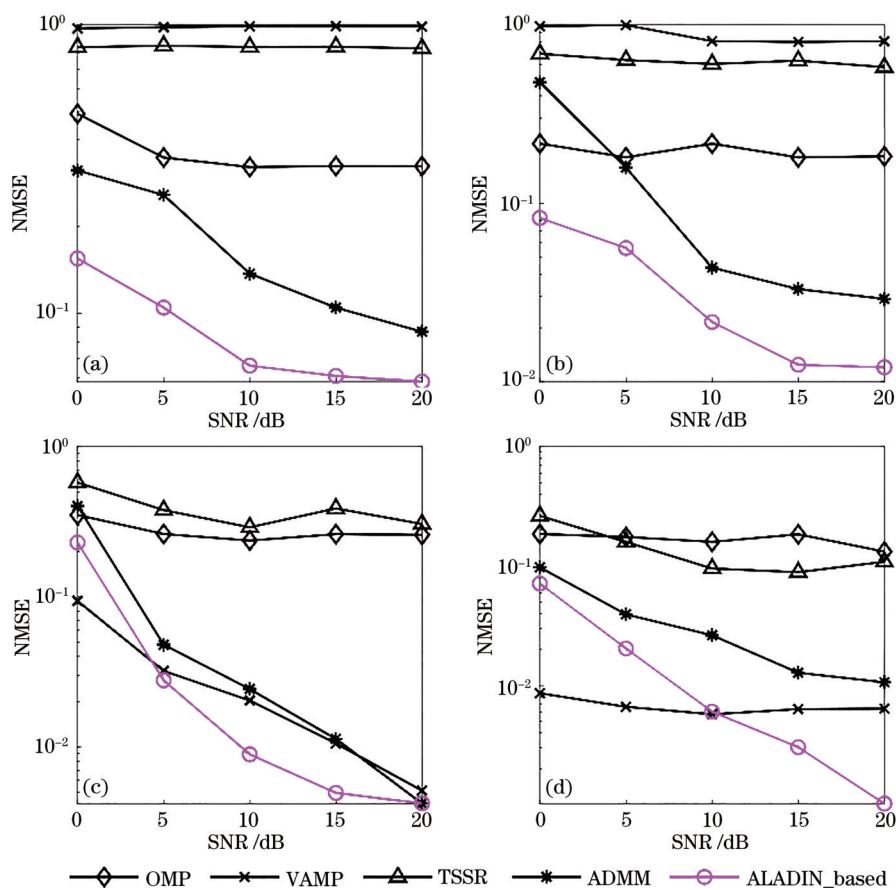 10^0
10^-1
NMSE
(a)
0 5 10 15 20
SNR /dB
10^0
10^-1
10^-2
NMSE
(b)
0 5 10 15 20
SNR /dB
10^0
10^-1
10^-2
NMSE
(c)
0 5 10 15 20
SNR /dB
10^0
10^-1
10^-2
NMSE
(d)
0 5 10 15 20
SNR /dB
OMP VAMP TSSR ADMM ALADIN_based